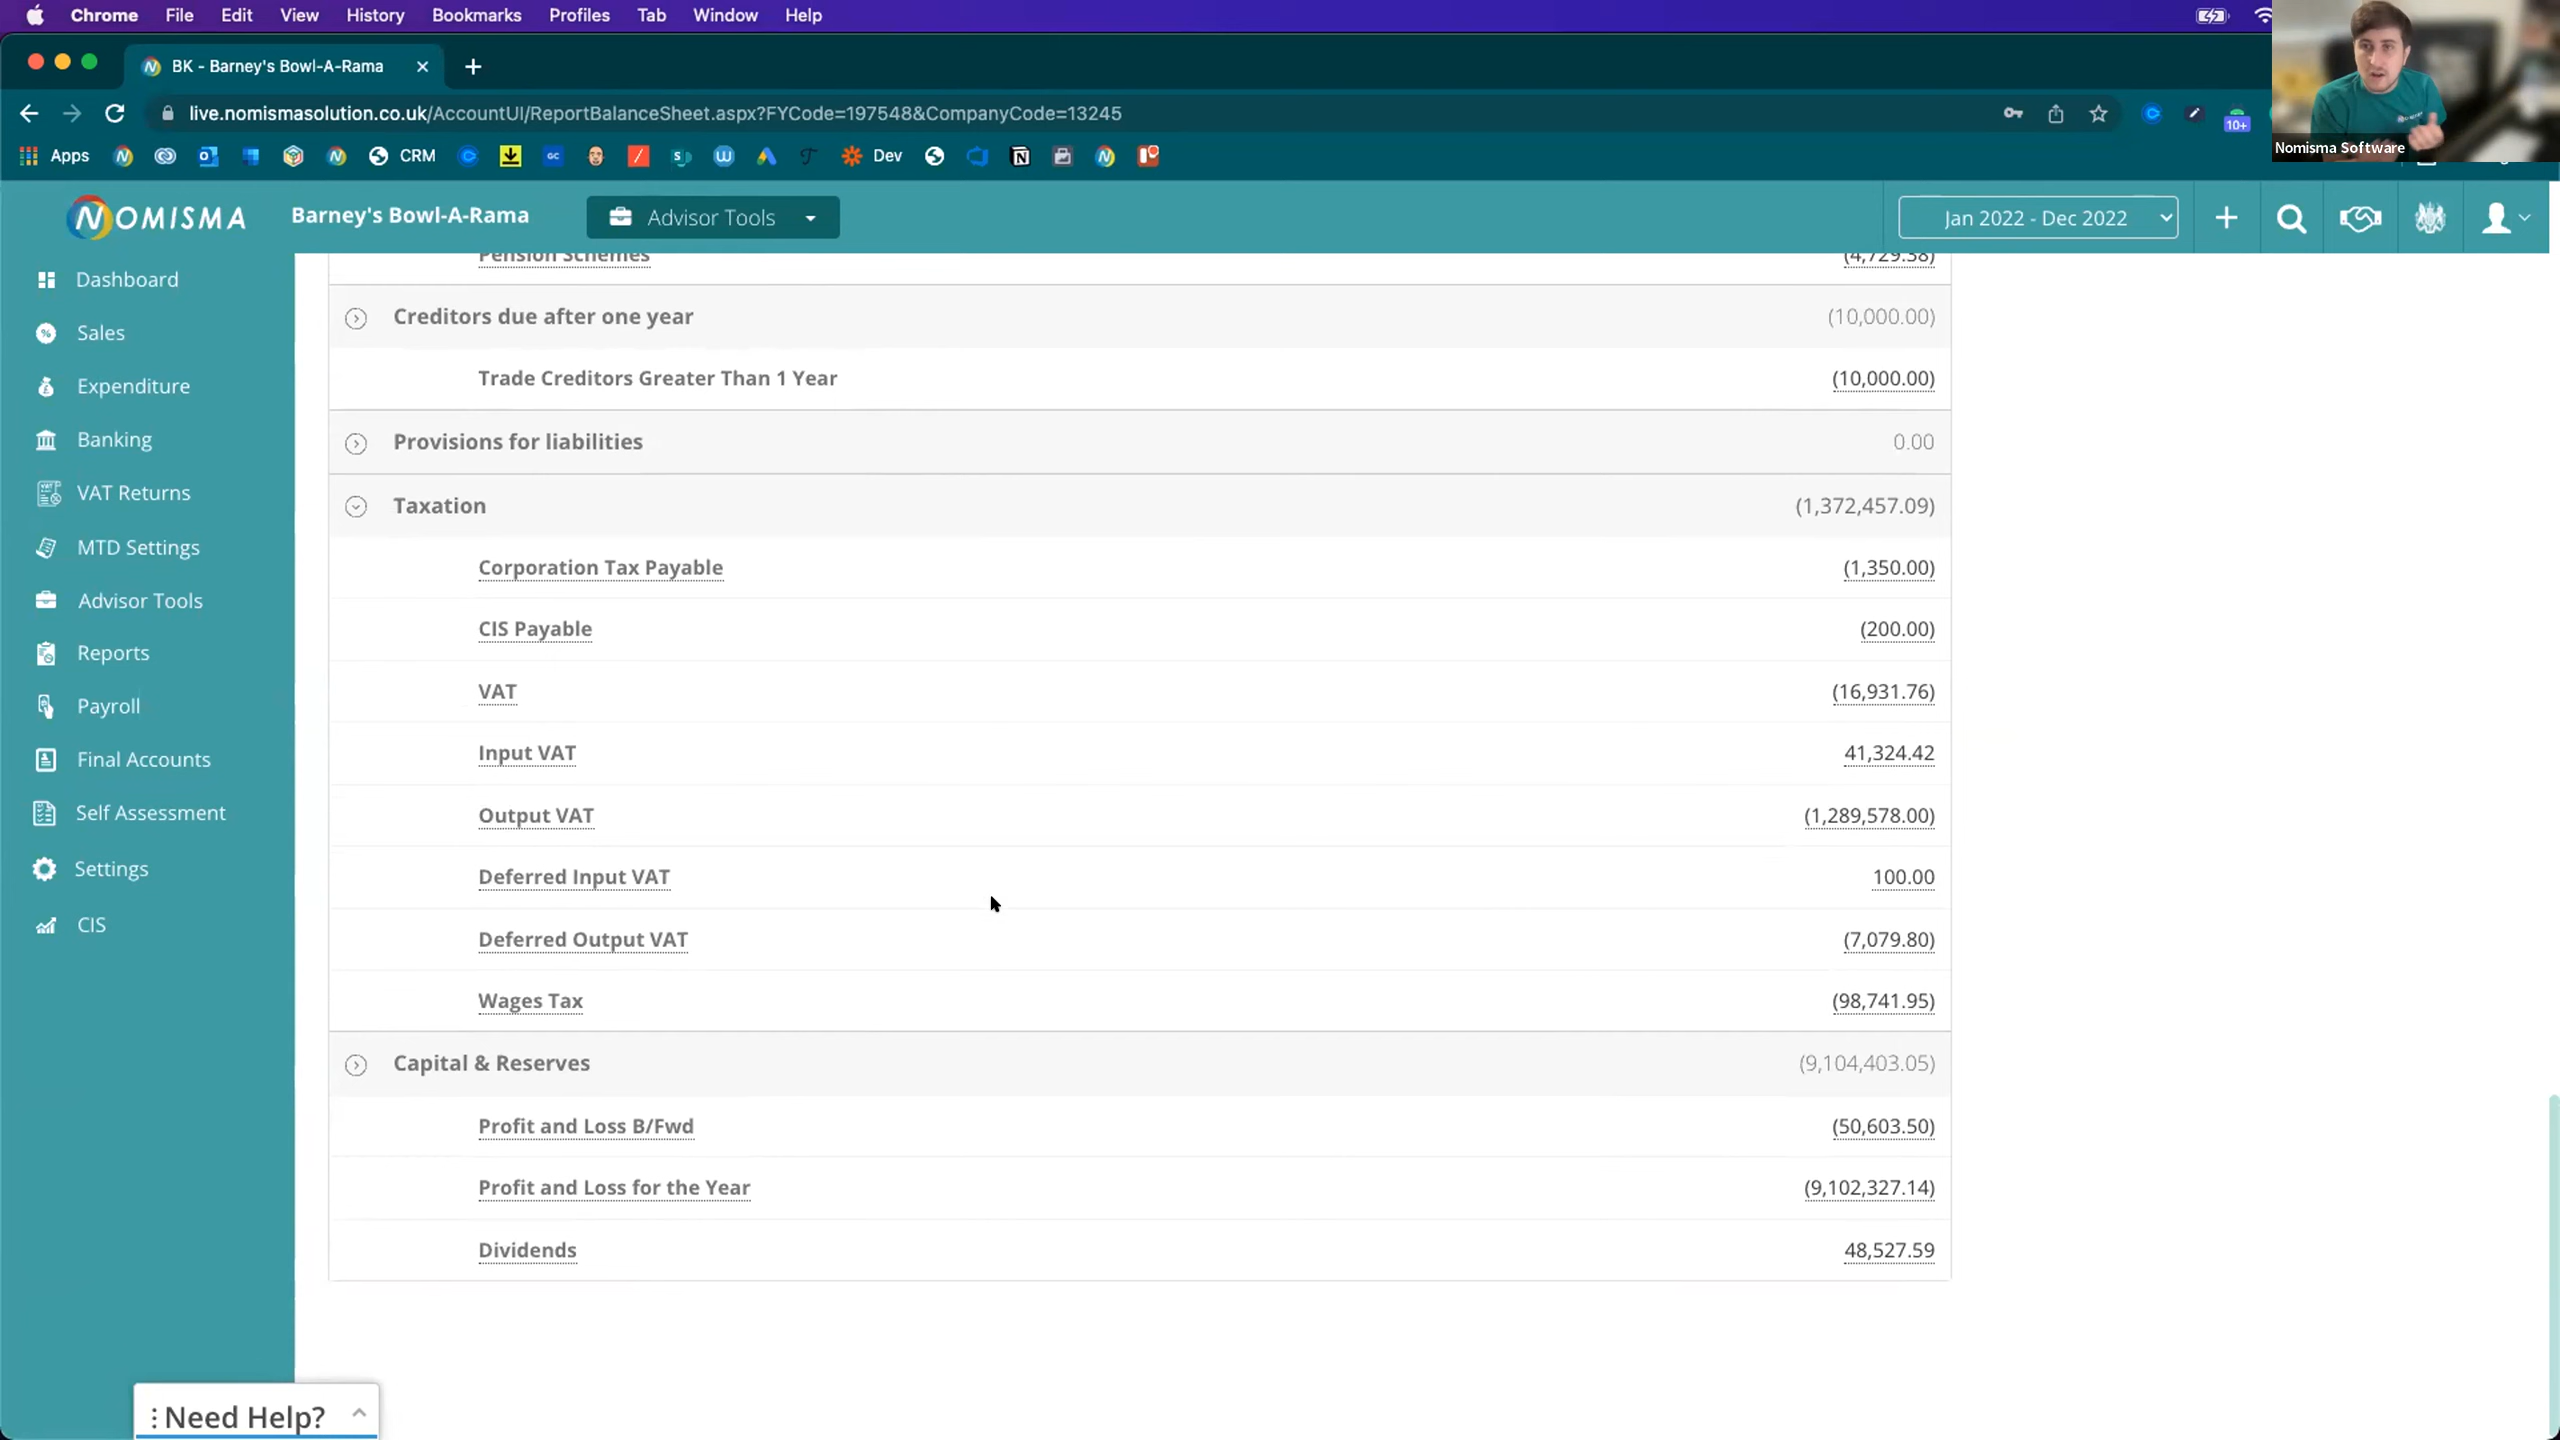 Chrome File Edit View History Bookmarks Profiles Tab Window Help
BK - Barney's Bowl-A-Rama
live.nomismasolution.co.uk/AccountUI/ReportBalanceSheet.aspx?FYCode=197548&CompanyCode=13245
10+
Apps CRM GC Dev
Nomisma Software
NOMISMA Barney's Bowl-A-Rama Advisor Tools Jan 2022 - Dec 2022
Dashboard
Sales
Expenditure
Banking
VAT Returns
MTD Settings
Advisor Tools
Reports
Payroll
Final Accounts
Self Assessment
Settings
CIS
Pension Schemes (4,729.38)
Creditors due after one year (10,000.00)
Trade Creditors Greater Than 1 Year (10,000.00)
Provisions for liabilities 0.00
Taxation (1,372,457.09)
Corporation Tax Payable (1,350.00)
CIS Payable (200.00)
VAT (16,931.76)
Input VAT 41,324.42
Output VAT (1,289,578.00)
Deferred Input VAT 100.00
Deferred Output VAT (7,079.80)
Wages Tax (98,741.95)
Capital & Reserves (9,104,403.05)
Profit and Loss B/Fwd (50,603.50)
Profit and Loss for the Year (9,102,327.14)
Dividends 48,527.59
Need Help?